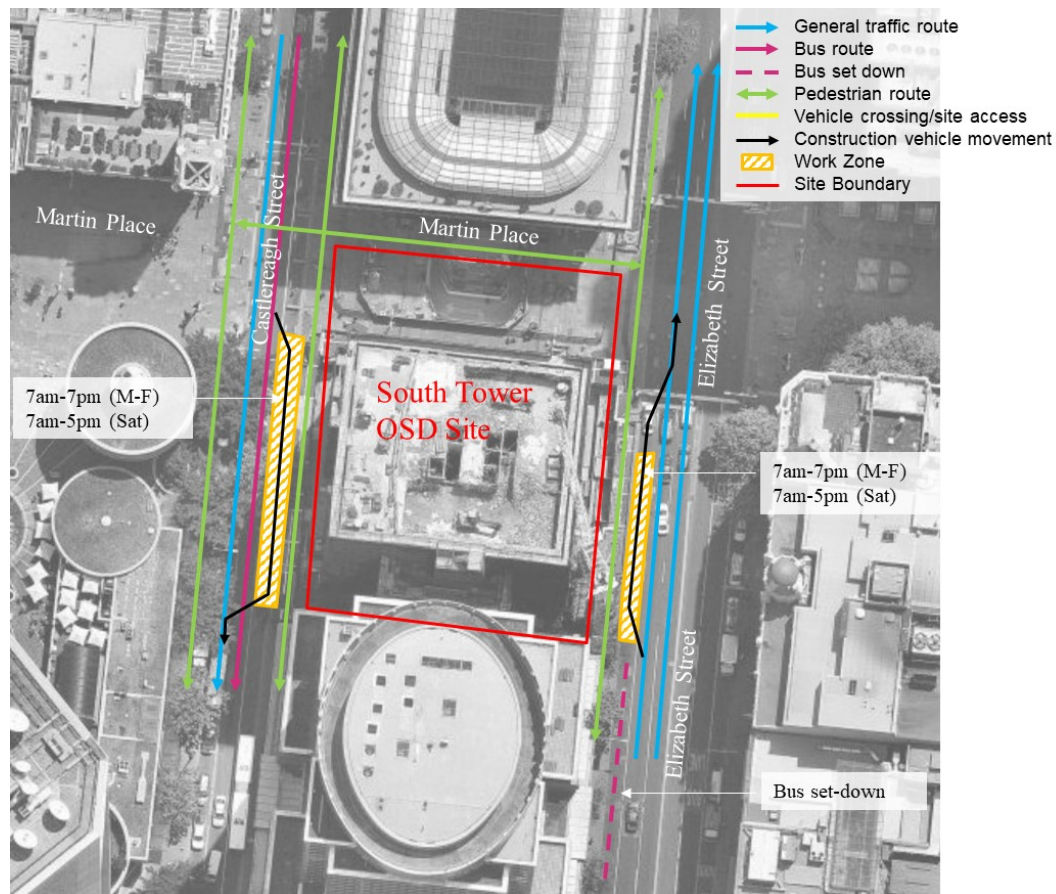 General traffic route
Bus route
Bus set down
Pedestrian route
Vehicle crossing/site access
Construction vehicle movement
Work Zone
Site Boundary
Martin Place
Castlereagh Street
Martin Place
Elizabeth Street
7am-7pm (M-F)
7am-5pm (Sat)
South Tower
OSD Site
7am-7pm (M-F)
7am-5pm (Sat)
Elizabeth Street
Bus set-down